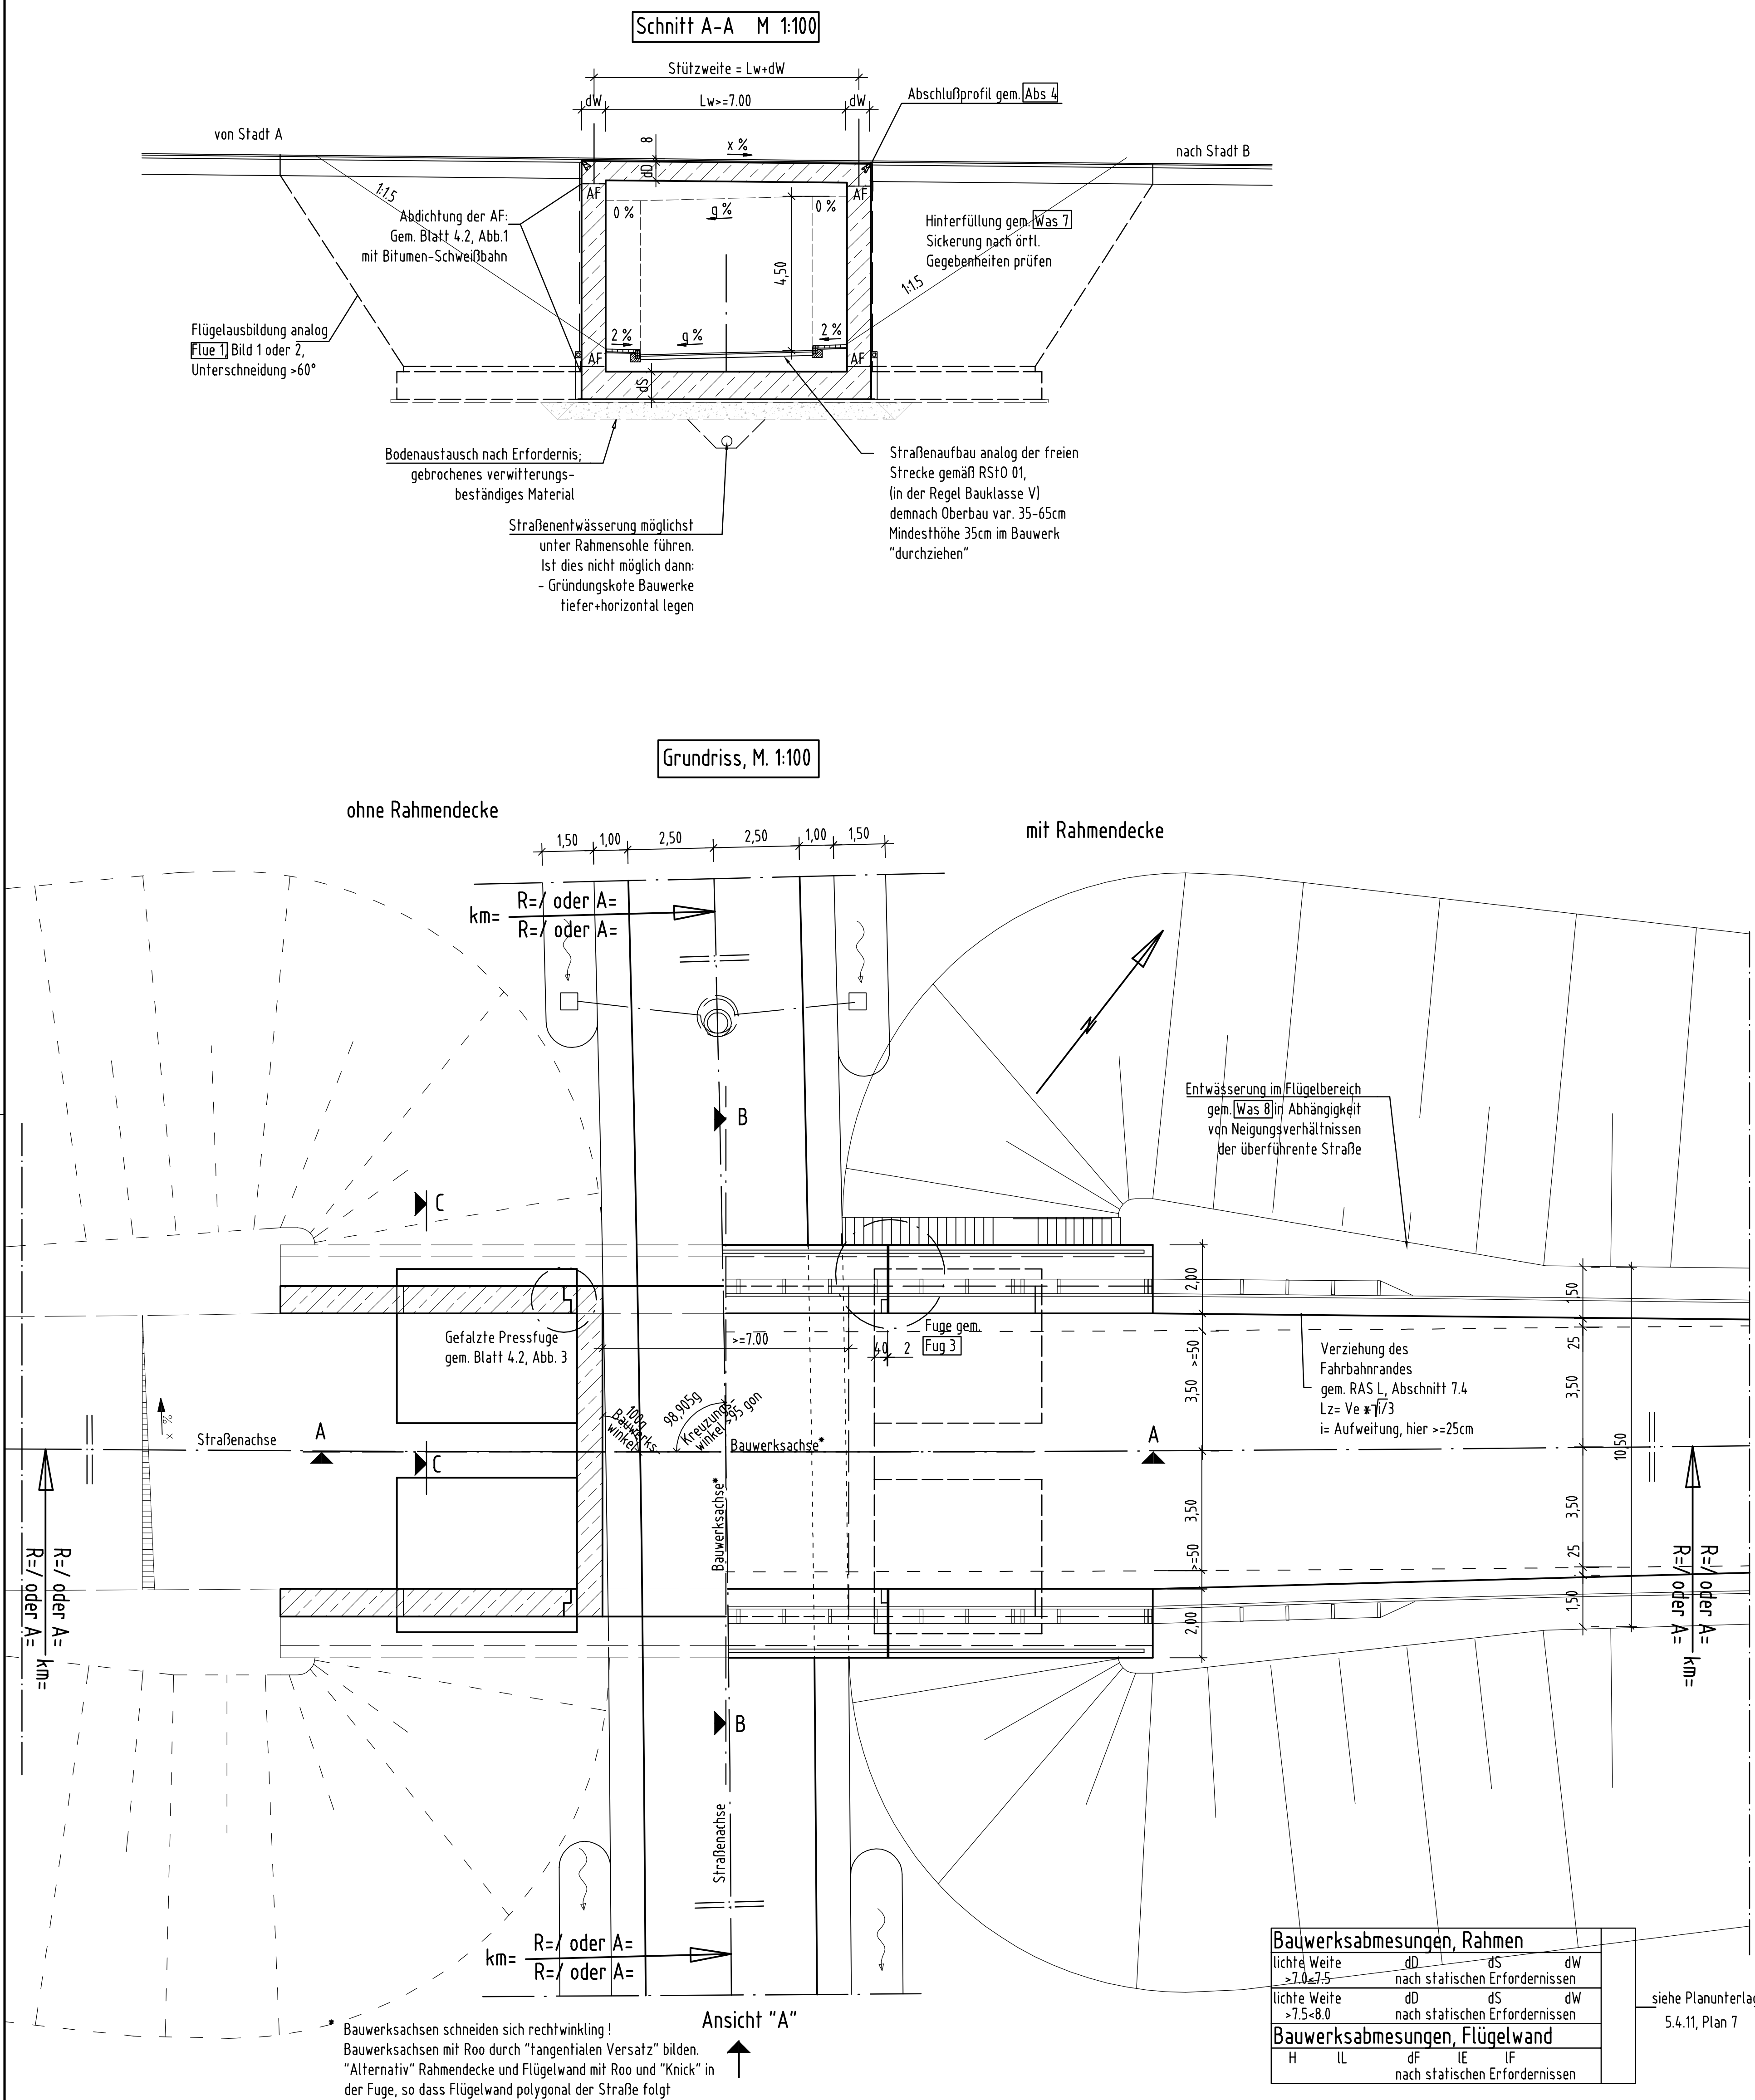 Schnitt A-A M 1:100
Stützweite = Lw+dW
dW
Lw>=7.00
dW
Abschlußprofil gem. Abs 4
von Stadt A
8
x %
nach Stadt B
dD
1:1.5
AF
AF
Abdichtung der AF:
Gem. Blatt 4.2, Abb.1
mit Bitumen-Schweißbahn
0 %
g %
0 %
Hinterfüllung gem. Was 7
Sickerung nach örtl.
Gegebenheiten prüfen
4,50
1:1.5
Flügelausbildung analog
Flue 1, Bild 1 oder 2,
Unterschneidung >60°
2 %
g %
2 %
AF
AF
dS
Bodenaustausch nach Erfordernis;
gebrochenes verwitterungs-
beständiges Material
Straßenaufbau analog der freien
Strecke gemäß RStO 01,
(in der Regel Bauklasse V)
demnach Oberbau var. 35-65cm
Mindesthöhe 35cm im Bauwerk
"durchziehen"
Straßenentwässerung möglichst
unter Rahmensohle führen.
Ist dies nicht möglich dann:
- Gründungskote Bauwerke
tiefer+horizontal legen
Grundriss, M. 1:100
ohne Rahmendecke
mit Rahmendecke
1,50 1,00 2,50 2,50 1,00 1,50
km=
R=/ oder A=
R=/ oder A=
N
B
Entwässerung im Flügelbereich
gem. Was 8 in Abhängigkeit
von Neigungsverhältnissen
der überführente Straße
C
2,00
1,50
Gefalzte Pressfuge
gem. Blatt 4.2, Abb. 3
>=7.00
40 2
Fuge gem.
Fug 3
>=50
25
Verziehung des
Fahrbahnrandes
gem. RAS L, Abschnitt 7.4
Lz= Ve * √i/3
i= Aufweitung, hier >=25cm
3,50
3,50
100g
Bauwerks-
winkel
98,905g
Kreuzungs-
winkel >95 gon
x %
Straßenachse
A
C
Bauwerksachse*
A
10,50
Bauwerksachse*
3,50
3,50
>=50
25
1,50
2,00
R=/ oder A=
R=/ oder A=
km=
R=/ oder A=
R=/ oder A=
km=
B
Straßenachse
km=
R=/ oder A=
R=/ oder A=
Ansicht "A"
* Bauwerksachsen schneiden sich rechtwinkling !
Bauwerksachsen mit Roo durch "tangentialen Versatz" bilden.
"Alternativ" Rahmendecke und Flügelwand mit Roo und "Knick" in
der Fuge, so dass Flügelwand polygonal der Straße folgt
Bauwerksabmesungen, Rahmen
lichte Weite dD dS dW
>7.0≤7.5 nach statischen Erfordernissen
lichte Weite dD dS dW
>7.5<8.0 nach statischen Erfordernissen
Bauwerksabmesungen, Flügelwand
H lL dF lE lF
nach statischen Erfordernissen
siehe Planunterlag
5.4.11, Plan 7